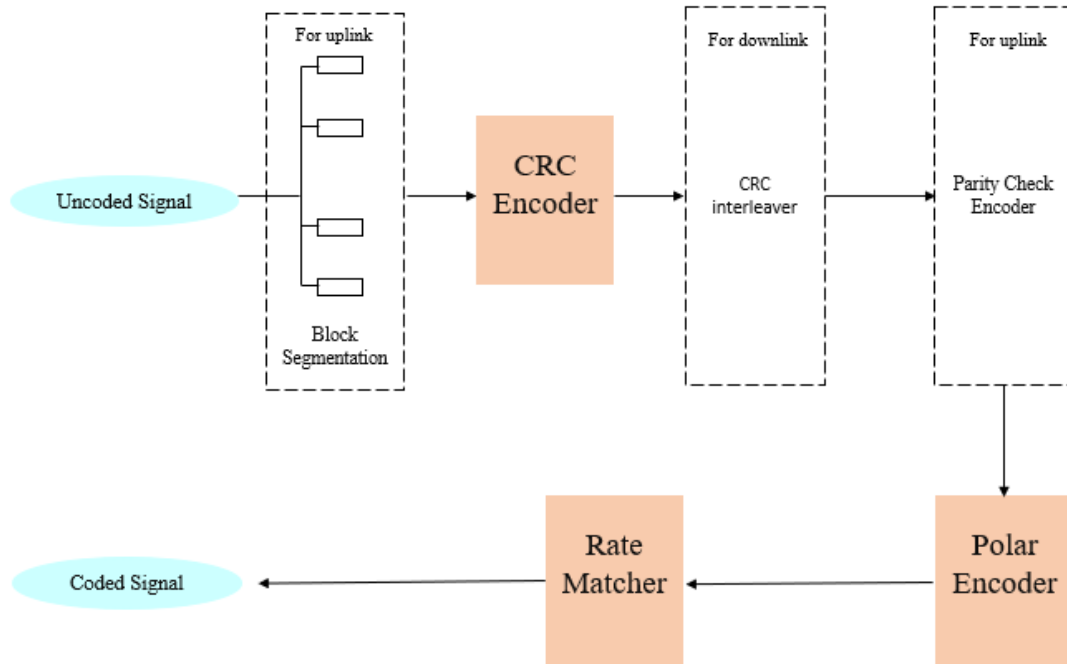 For uplink
Block
Segmentation
Uncoded Signal
CRC
Encoder
For downlink
CRC
interleaver
For uplink
Parity Check
Encoder
Polar
Encoder
Rate
Matcher
Coded Signal